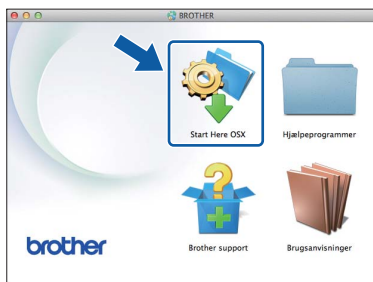 BROTHER
Start Here OSX
Hjælpeprogrammer
Brother support
Brugsanvisninger
brother